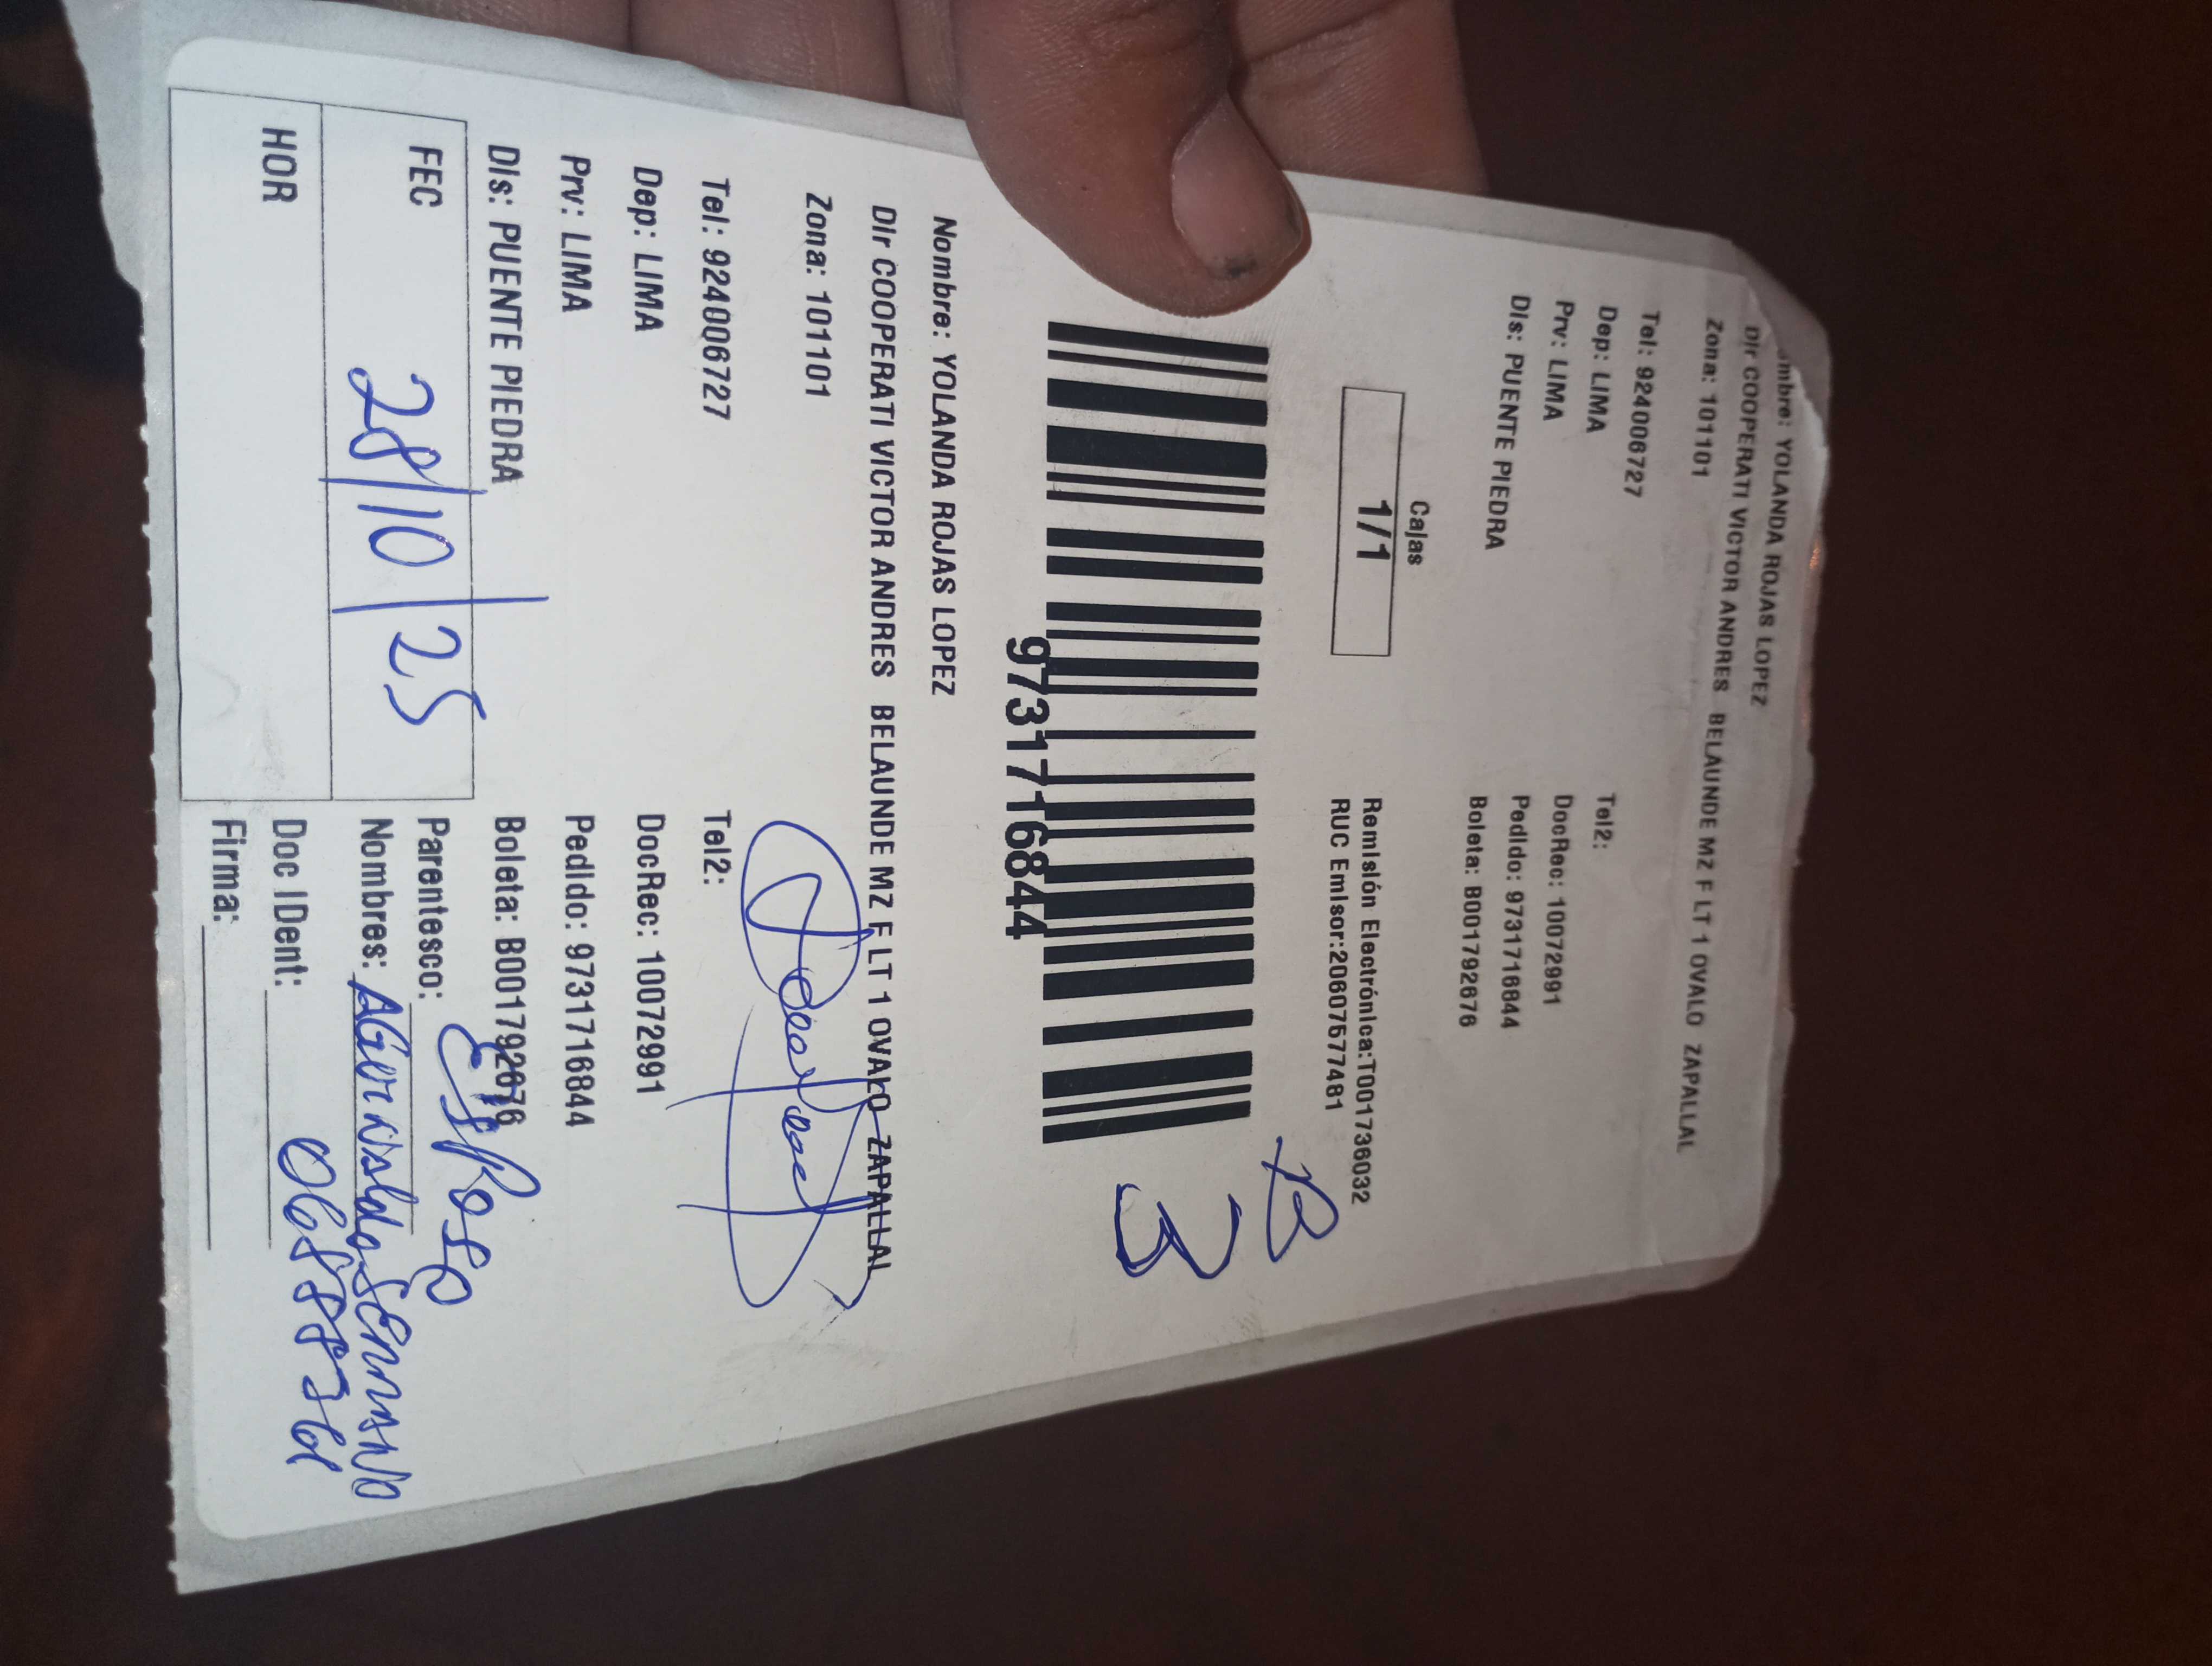 mbre: YOLANDA ROJAS LOPEZ
Dir COOPERATI VICTOR ANDRES BELAUNDE MZ F LT 1 OVALO ZAPALLAL
Zona: 101101
Tel: 924006727 Tel2:
Dep: LIMA DocRec: 10072991
Prv: LIMA Pedido: 9731716844
Dis: PUENTE PIEDRA Boleta: B001792676
Cajas
1/1
Remisión Electrónica:T001736032
RUC Emisor:20607577481
B
3
9731716844
Nombre: YOLANDA ROJAS LOPEZ
Dir COOPERATI VICTOR ANDRES BELAUNDE MZ F LT 1 OVALO ZAPALLAL
Zona: 101101
Tel: 924006727 Tel2:
Dep: LIMA DocRec: 10072991
Prv: LIMA Pedido: 9731716844
Dis: PUENTE PIEDRA Boleta: B001792676
FEC 28/10/25 Parentesco: Esposo
Nombres:
HOR Doc IDent:
Firma: